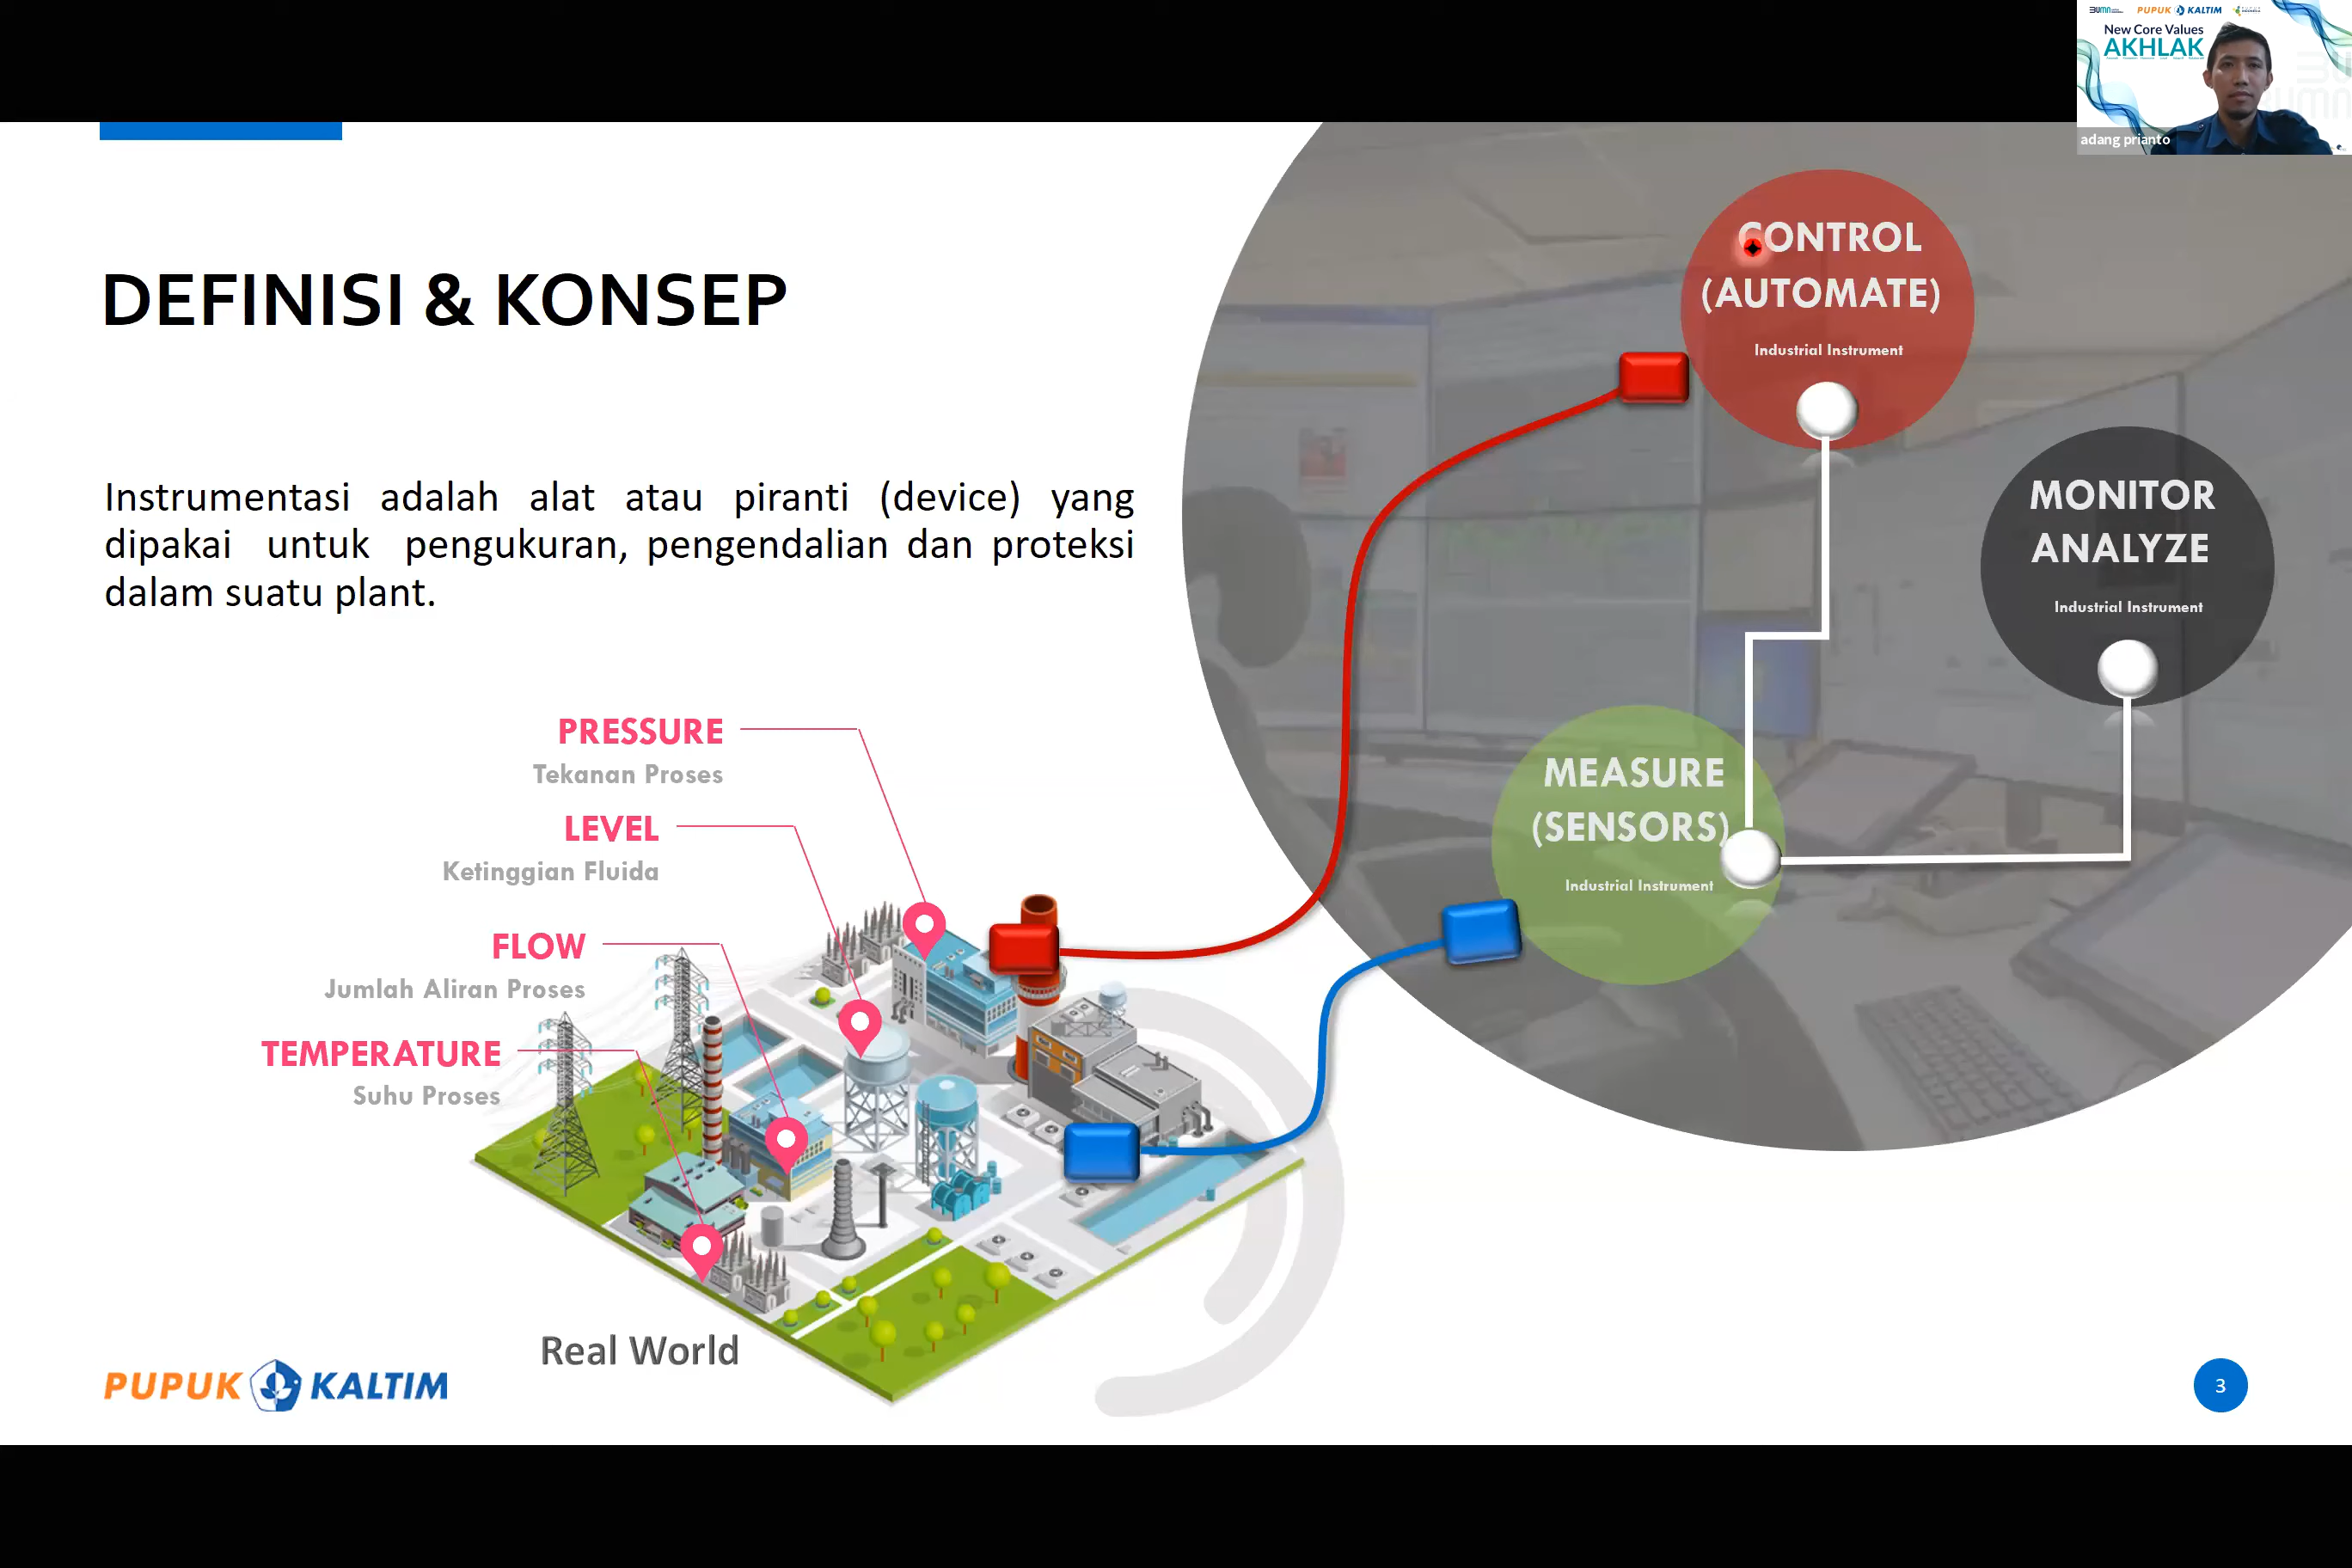 BUMN
PUPUK KALTIM
New Core Values
AKHLAK
adang prianto
DEFINISI & KONSEP
Instrumentasi adalah alat atau piranti (device) yang
dipakai untuk pengukuran, pengendalian dan proteksi
dalam suatu plant.
CONTROL
(AUTOMATE)
Industrial Instrument
MONITOR
ANALYZE
Industrial Instrument
MEASURE
(SENSORS)
Industrial Instrument
PRESSURE
Tekanan Proses
LEVEL
Ketinggian Fluida
FLOW
Jumlah Aliran Proses
TEMPERATURE
Suhu Proses
Real World
PUPUK KALTIM
3